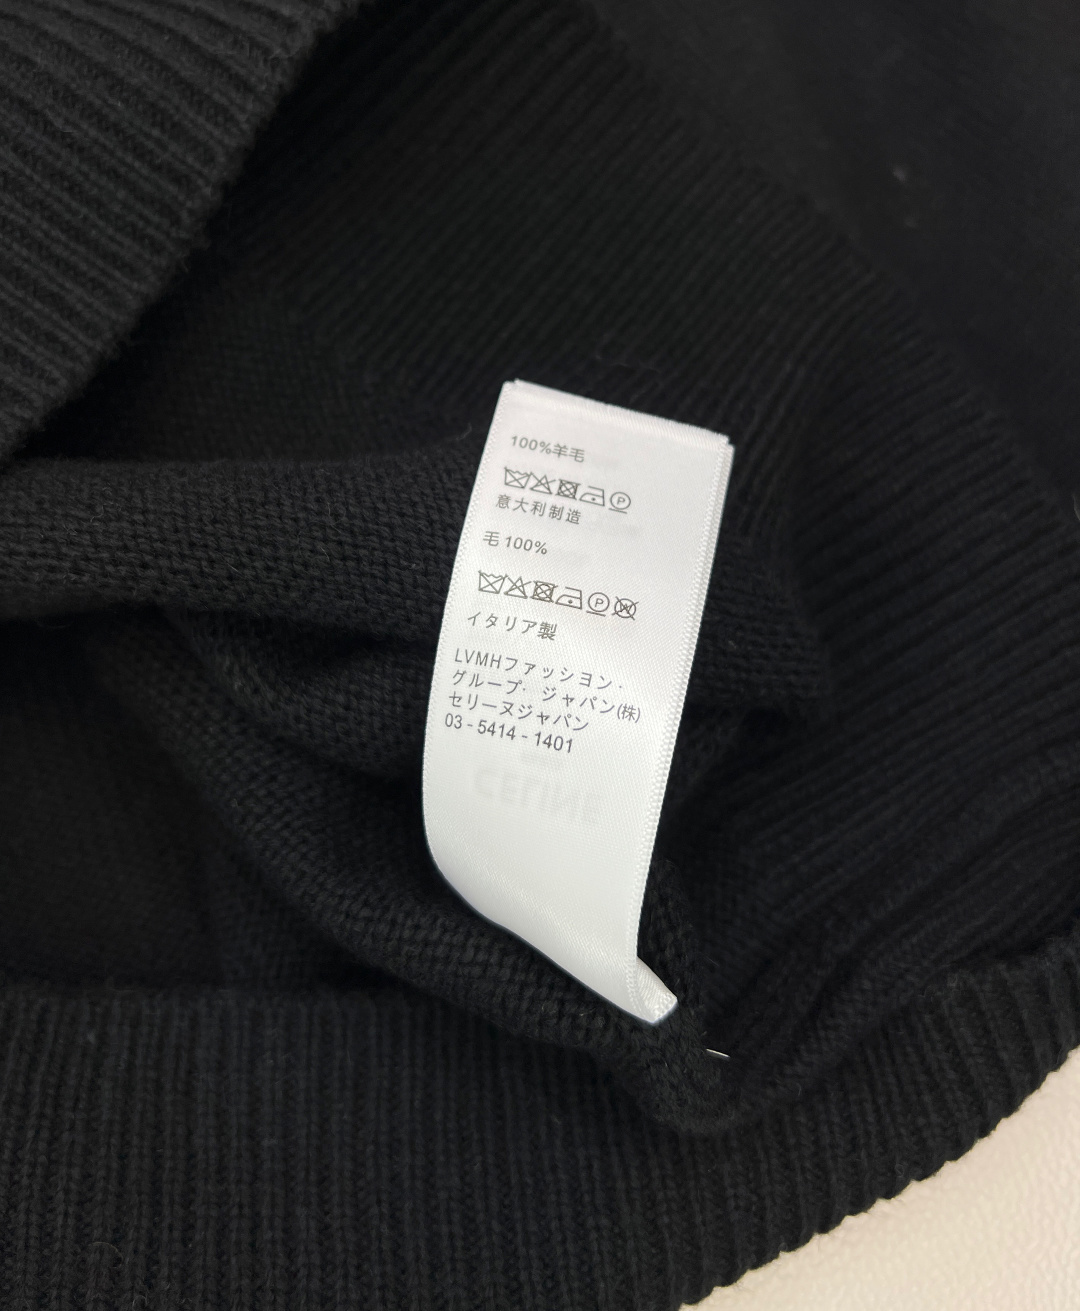 100%羊毛
P
意大利制造
毛 100%
P W
イタリア製
LVMHファッション・
グループ・ジャパン(株)
セリーヌジャパン
03 - 5414 - 1401
CELINE